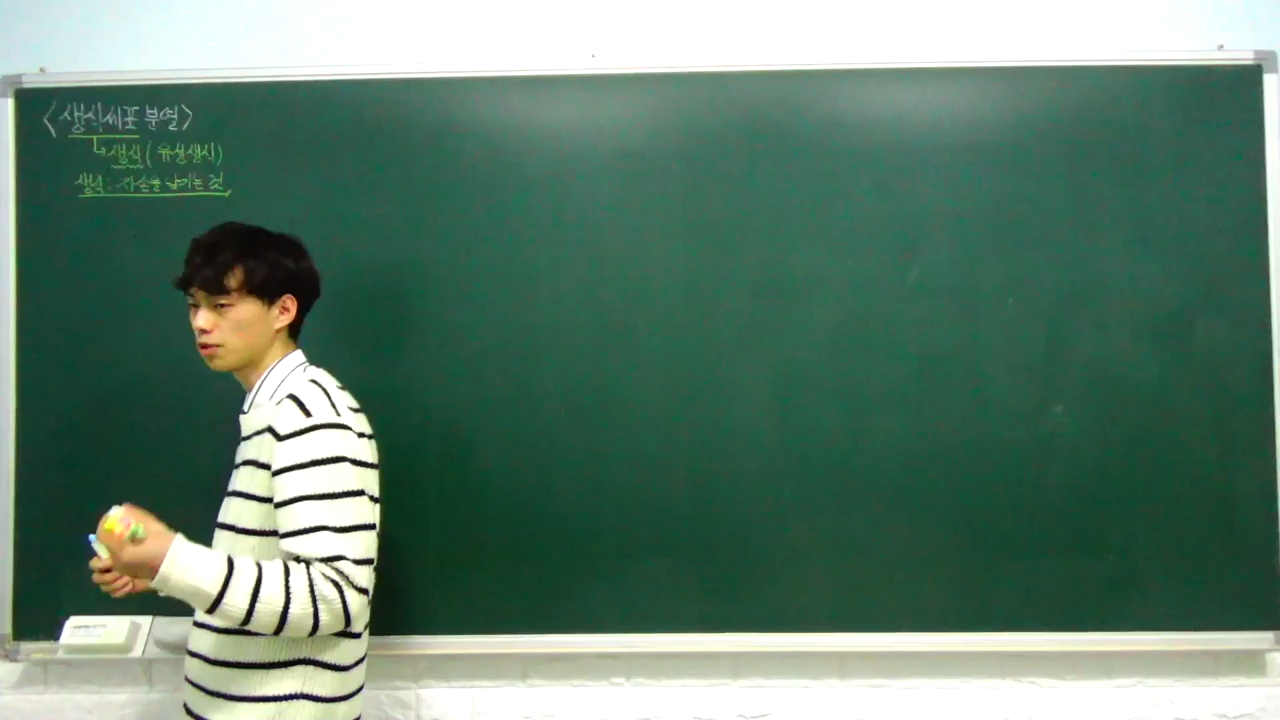 <생식세포 분열>
↳생식 (유성생식)
생식 : 자손을 남기는 것